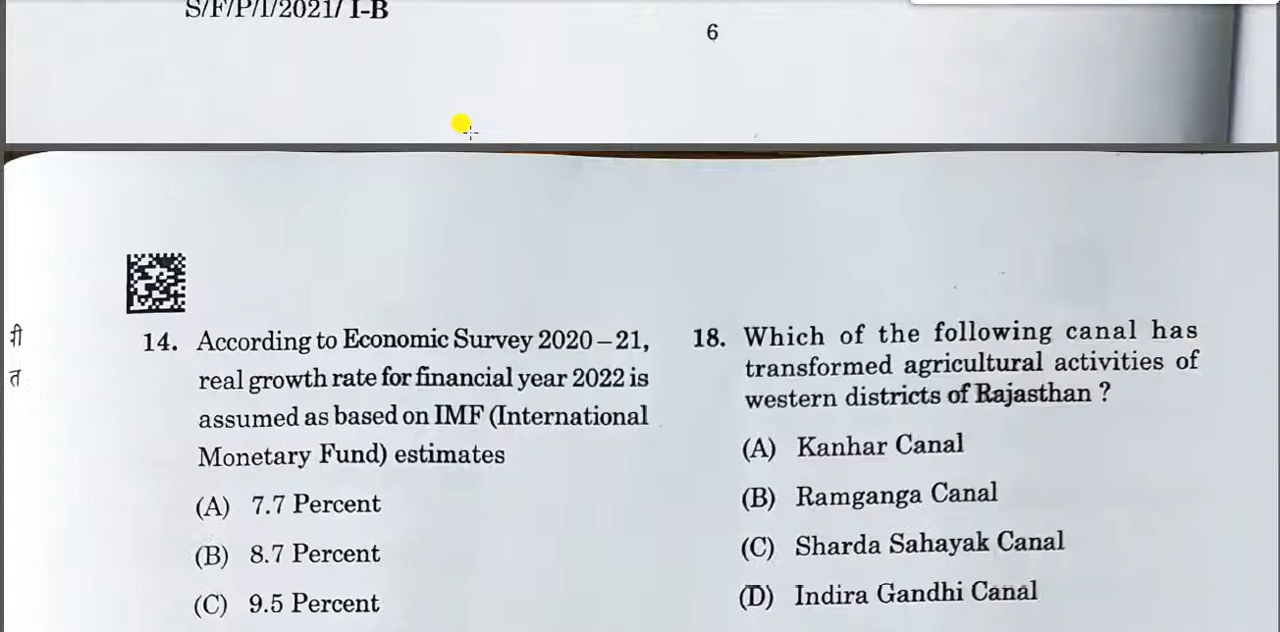 S/F/P/1/2021/ I-B
6
नी
त
14. According to Economic Survey 2020 – 21,
real growth rate for financial year 2022 is
assumed as based on IMF (International
Monetary Fund) estimates
(A) 7.7 Percent
(B) 8.7 Percent
(C) 9.5 Percent
18. Which of the following canal has
transformed agricultural activities of
western districts of Rajasthan ?
(A) Kanhar Canal
(B) Ramganga Canal
(C) Sharda Sahayak Canal
(D) Indira Gandhi Canal